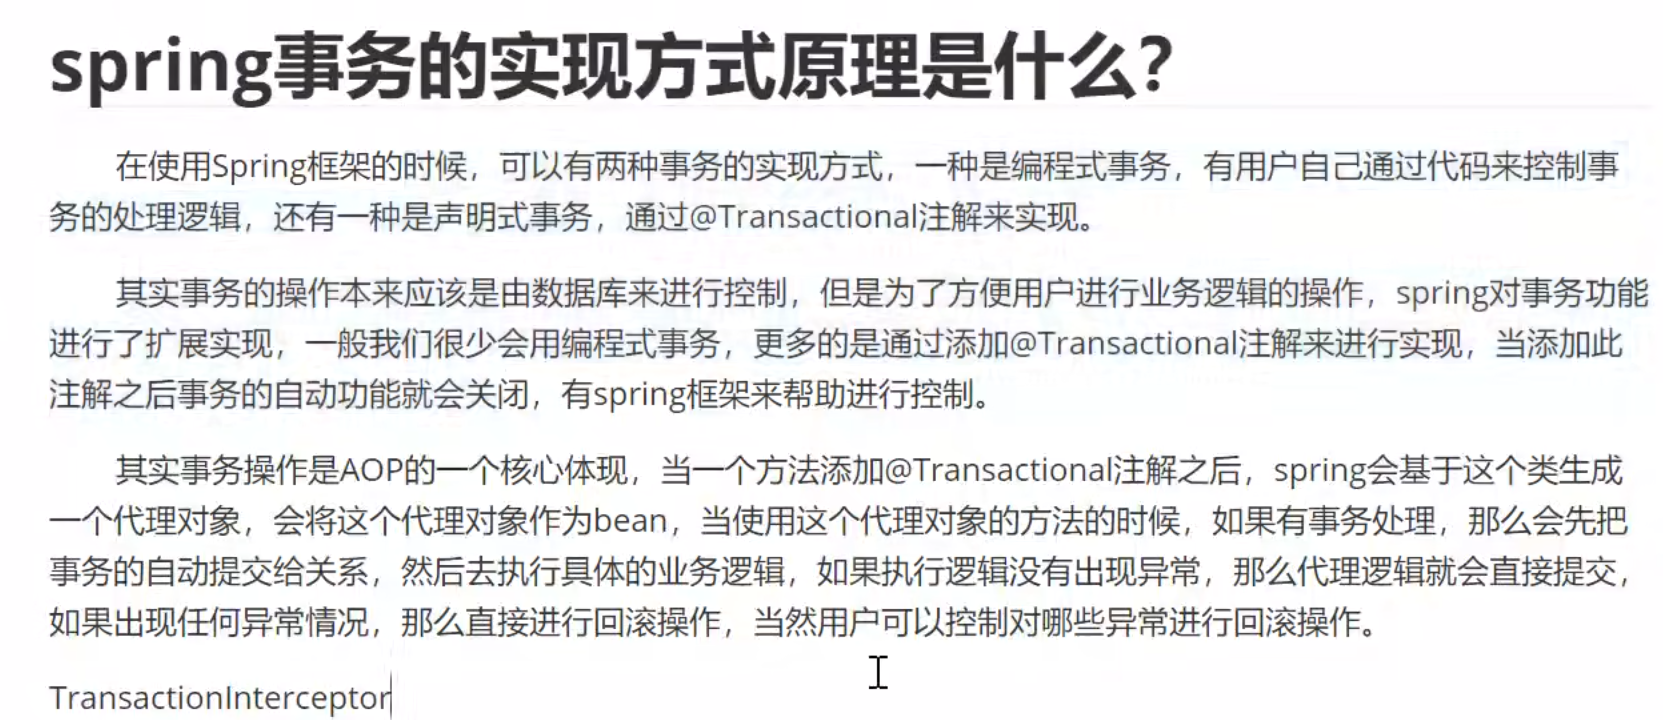 spring事务的实现方式原理是什么?
在使用Spring框架的时候，可以有两种事务的实现方式，一种是编程式事务，有用户自己通过代码来控制事
务的处理逻辑，还有一种是声明式事务，通过@Transactional注解来实现。
其实事务的操作本来应该是由数据库来进行控制，但是为了方便用户进行业务逻辑的操作，spring对事务功能
进行了扩展实现，一般我们很少会用编程式事务，更多的是通过添加@Transactional注解来进行实现，当添加此
注解之后事务的自动功能就会关闭，有spring框架来帮助进行控制。
其实事务操作是AOP的一个核心体现，当一个方法添加@Transactional注解之后，spring会基于这个类生成
一个代理对象，会将这个代理对象作为bean，当使用这个代理对象的方法的时候，如果有事务处理，那么会先把
事务的自动提交给关系，然后去执行具体的业务逻辑，如果执行逻辑没有出现异常，那么代理逻辑就会直接提交，
如果出现任何异常情况，那么直接进行回滚操作，当然用户可以控制对哪些异常进行回滚操作。
TransactionInterceptor